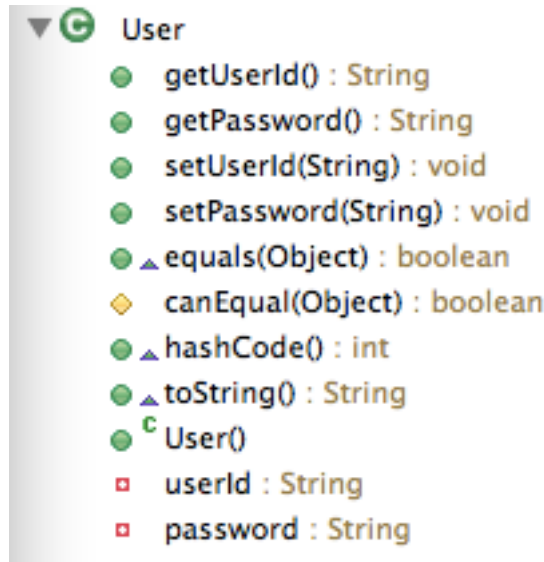 C User
getUserId() : String
getPassword() : String
setUserId(String) : void
setPassword(String) : void
equals(Object) : boolean
canEqual(Object) : boolean
hashCode() : int
toString() : String
C User()
userId : String
password : String